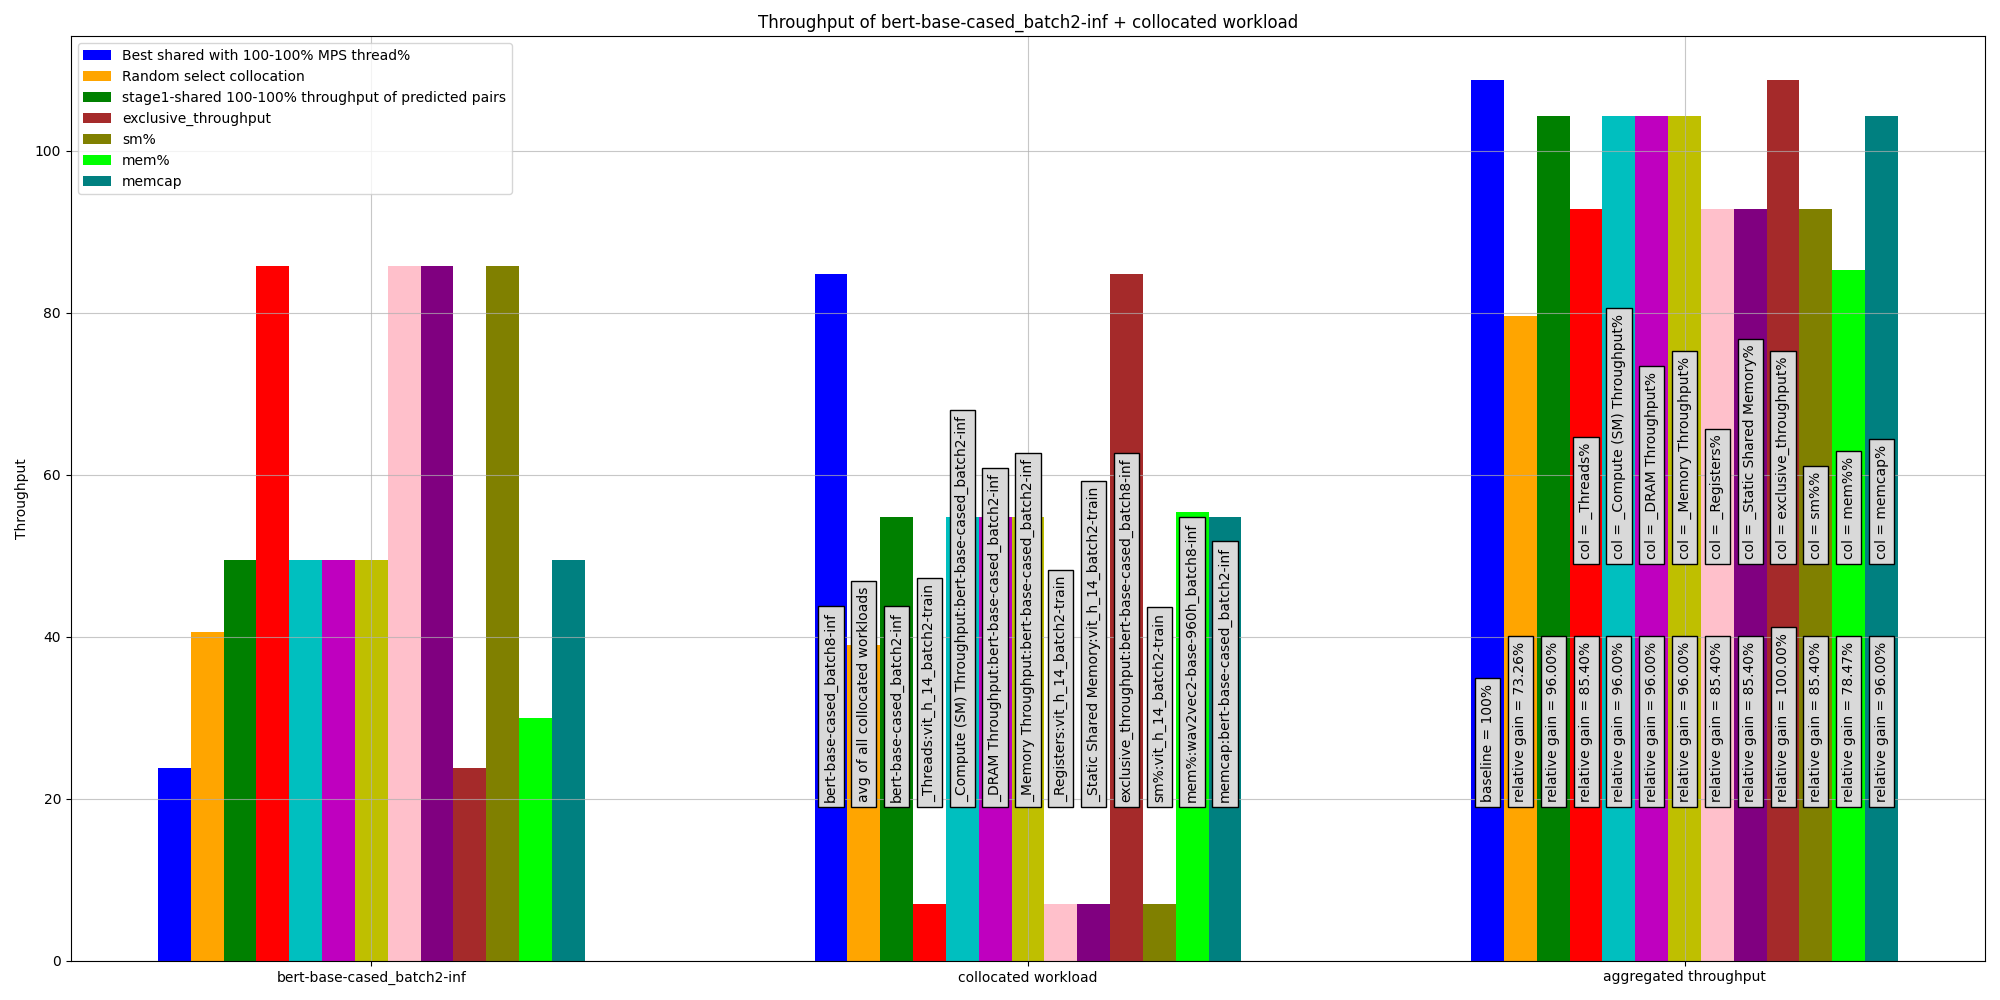 Throughput of bert-base-cased_batch2-inf + collocated workload
Best shared with 100-100% MPS thread%
Random select collocation
stage1-shared 100-100% throughput of predicted pairs
exclusive_throughput
sm%
mem%
memcap
Throughput
100
80
60
40
20
0
bert-base-cased_batch8-inf
avg of all collocated workloads
bert-base-cased_batch2-inf
_Threads:vit_h_14_batch2-train
_Compute (SM) Throughput:bert-base-cased_batch2-inf
_DRAM Throughput:bert-base-cased_batch2-inf
_Memory Throughput:bert-base-cased_batch2-inf
_Registers:vit_h_14_batch2-train
_Static Shared Memory:vit_h_14_batch2-train
exclusive_throughput:bert-base-cased_batch8-inf
sm%:vit_h_14_batch2-train
mem%:wav2vec2-base-960h_batch8-inf
memcap:bert-base-cased_batch2-inf
col = _Threads%
col = _Compute (SM) Throughput%
col = _DRAM Throughput%
col = _Memory Throughput%
col = _Registers%
col = _Static Shared Memory%
col = exclusive_throughput%
col = sm%%
col = mem%%
col = memcap%
baseline = 100%
relative gain = 73.26%
relative gain = 96.00%
relative gain = 85.40%
relative gain = 96.00%
relative gain = 96.00%
relative gain = 96.00%
relative gain = 85.40%
relative gain = 85.40%
relative gain = 100.00%
relative gain = 85.40%
relative gain = 78.47%
relative gain = 96.00%
bert-base-cased_batch2-inf
collocated workload
aggregated throughput